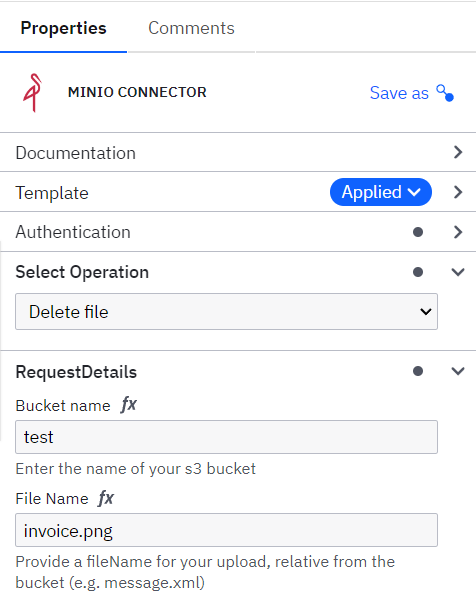 Properties Comments
MINIO CONNECTOR Save as
Documentation
Template Applied
Authentication
Select Operation
Delete file
RequestDetails
Bucket name fx
test
Enter the name of your s3 bucket
File Name fx
invoice.png
Provide a fileName for your upload, relative from the
bucket (e.g. message.xml)